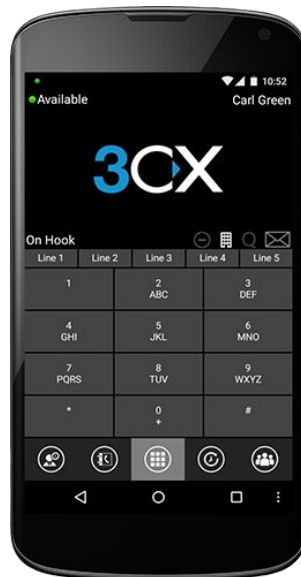 10:52
Available Carl Green
3CX
On Hook
Line 1 Line 2 Line 3 Line 4 Line 5
1 2 3
ABC DEF
4 5 6
GHI JKL MNO
7 8 9
PQRS TUV WXYZ
* 0 #
+